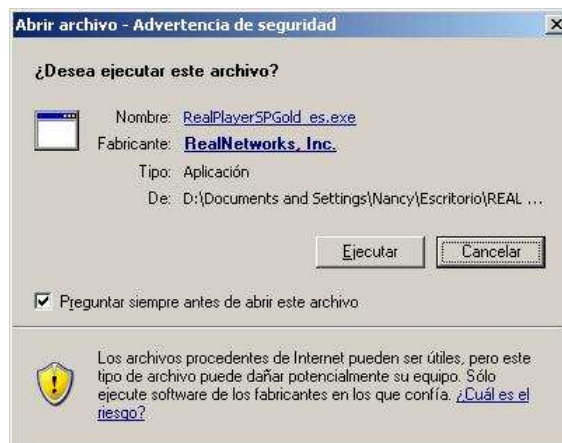 Abrir archivo - Advertencia de seguridad
¿Desea ejecutar este archivo?
Nombre: RealPlayerSPGold es.exe
Fabricante: RealNetworks, Inc.
Tipo: Aplicación
De: D:\Documents and Settings\Nancy\Escritorio\REAL ...
Ejecutar Cancelar
Preguntar siempre antes de abrir este archivo
Los archivos procedentes de Internet pueden ser útiles, pero este
tipo de archivo puede dañar potencialmente su equipo. Sólo
ejecute software de los fabricantes en los que confía. ¿Cuál es el
riesgo?